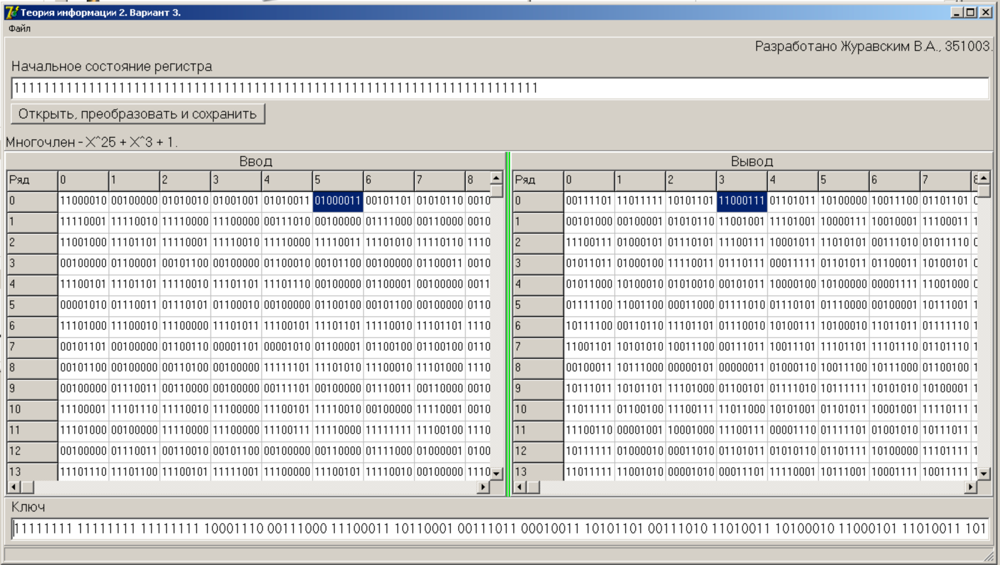 Теория информации 2. Вариант 3.
Файл
Разработано Журавским В.А., 351003.
Начальное состояние регистра
Открыть, преобразовать и сохранить
Многочлен - X^25 + X^3 + 1.
Ввод
Ряд 0 1 2 3 4 5 6 7 8
0 11000010 00100000 01010010 01001001 01010011 01000011 00101101 01010110 0010
1 11110001 11110010 11110000 11100000 00111010 00100000 01111000 00110000 0010
2 11001000 11101101 11110001 11110010 11110000 11110011 11101010 11110110 1110
3 00100000 01100001 00101100 00100000 01100010 00101100 00100000 01100011 0010
4 11100101 11101101 11110010 11101101 11101110 00100000 01100001 00100000 0011
5 00001010 01110011 01110101 01100010 00100000 01100100 00101100 00100000 0110
6 11101000 11100010 11100000 11101011 11100101 11101101 11110010 11101101 1110
7 00101101 00100000 01100110 00001101 00001010 01100001 01100100 01100100 0110
8 00101100 00100000 00110100 00100000 11111101 11101010 11100010 11101000 1110
9 00100000 01110011 00110000 00100000 00111101 00100000 01110011 00110000 0010
10 11100001 11101110 11110010 11100000 11100101 11110010 00100000 11110001 0010
11 11101000 00100000 11110000 11100000 11100111 11110000 11111111 11100100 1110
12 00100000 01110011 00110010 00101100 00100000 00110000 01111000 01000001 0100
13 11101110 11101100 11100101 11111001 11100000 11100101 11110010 00100000 1110
Вывод
Ряд 0 1 2 3 4 5 6 7
0 00111101 11011111 10101101 11000111 01101011 10100000 10011100 01101101
1 00101000 00100001 01010110 11001001 11101001 10000111 10010001 11100011 1
2 11100111 01000101 01110101 11100111 10001011 11010101 00111010 01011110
3 01011011 01000100 11110011 01110111 00011111 01101011 01100011 10100101
4 01011000 10100010 01010010 00101011 10000100 10100000 00001111 11001000
5 01111100 11001100 00011000 01111010 01110101 01110000 00100001 10111001 1
6 10111100 00110110 11101101 01110010 10100111 10100010 11011011 01111110 1
7 11001101 10101010 10011100 00111011 10011101 11101101 11101110 01101110 1
8 00100011 10111000 00000101 00000011 01000110 10011100 10111000 01100100 1
9 10111011 10101101 11101000 01100101 01111010 10111111 10101010 10100001 1
10 11011111 01100100 11100111 11011000 10101001 01101011 10001001 11110111 1
11 11100110 00001001 10001000 11100111 00001110 01111101 01001010 10111011 1
12 10111111 01000010 00011010 01101011 01010110 01101111 10100000 11101111 1
13 11011111 11001010 00001010 00011101 11110001 10111001 10001111 10011111 1
Ключ
11111111 11111111 11111111 10001110 00111000 11100011 10110001 00111011 00010011 10101101 00111010 11010011 10100010 11000101 11010011 101